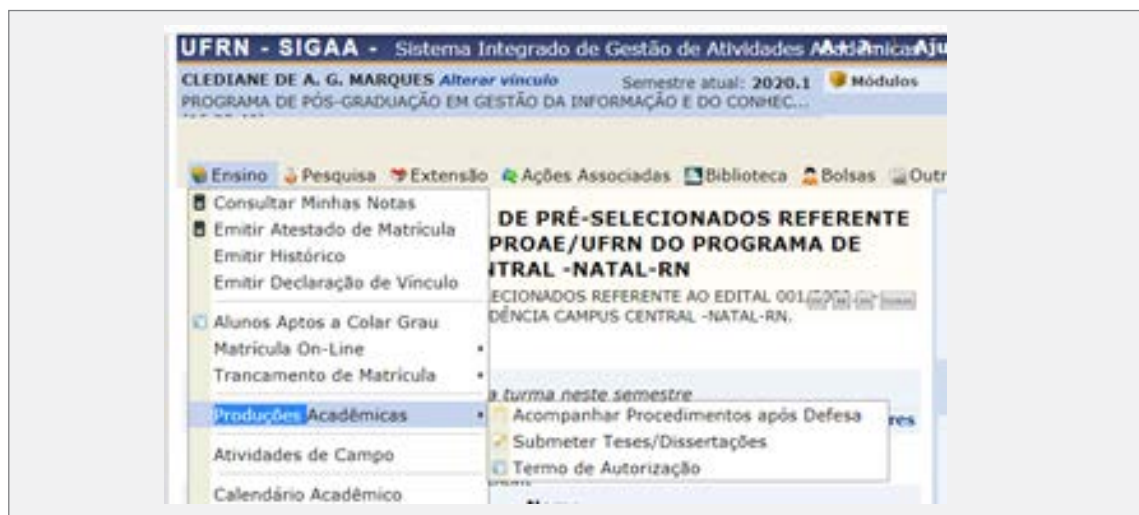 UFRN - SIGAA - Sistema Integrado de Gestão de Atividades
CLEDIANE DE A. G. MARQUES Alterar vínculo Semestre atual: 2020.1 Módulos
PROGRAMA DE PÓS-GRADUAÇÃO EM GESTÃO DA INFORMAÇÃO E DO CONHEC...
Ensino Pesquisa Extensão Ações Associadas Biblioteca Bolsas Outr
Consultar Minhas Notas
Emitir Atestado de Matrícula
Emitir Histórico
Emitir Declaração de Vínculo
Alunos Aptos a Colar Grau
Matrícula On-Line
Trancamento de Matrícula
Produções Acadêmicas
Atividades de Campo
Calendário Acadêmico
DE PRÉ-SELECIONADOS REFERENTE
PROAE/UFRN DO PROGRAMA DE
NTRAL -NATAL-RN
ECIONADOS REFERENTE AO EDITAL 001
DÊNCIA CAMPUS CENTRAL -NATAL-RN.
a turma neste semestre
res
Acompanhar Procedimentos após Defesa
Submeter Teses/Dissertações
Termo de Autorização